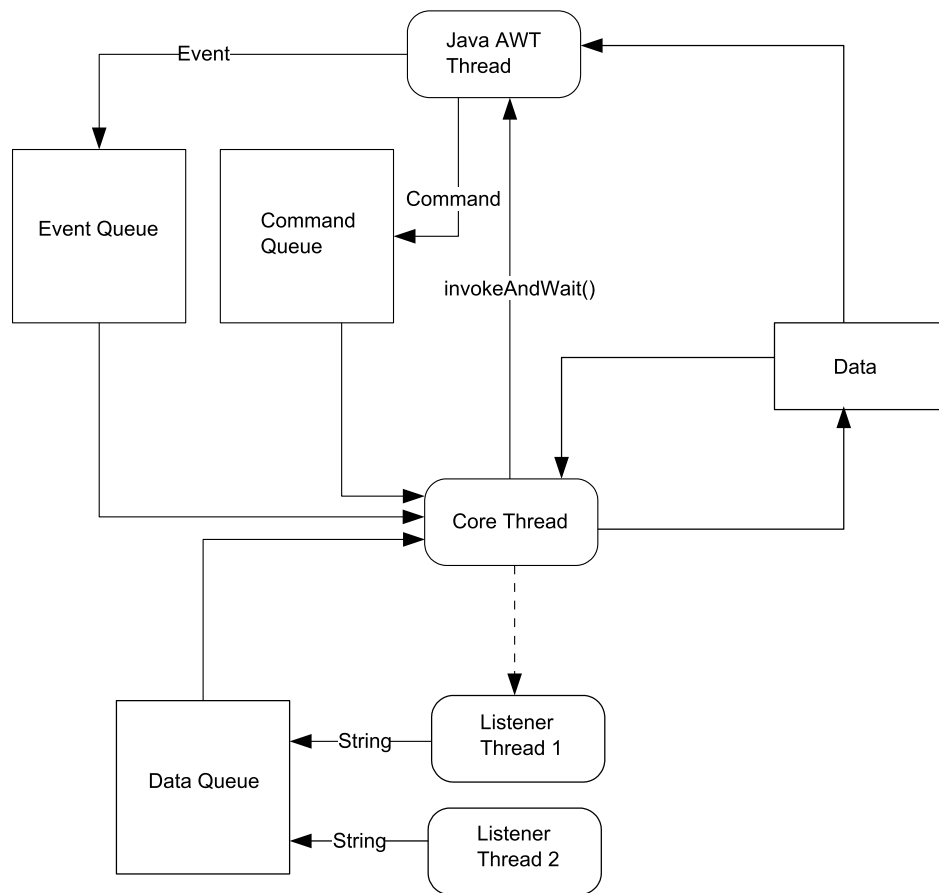 Java AWT
Thread
Event
Event Queue
Command
Queue
Command
invokeAndWait()
Data
Core Thread
Listener
Thread 1
String
Data Queue
Listener
Thread 2
String